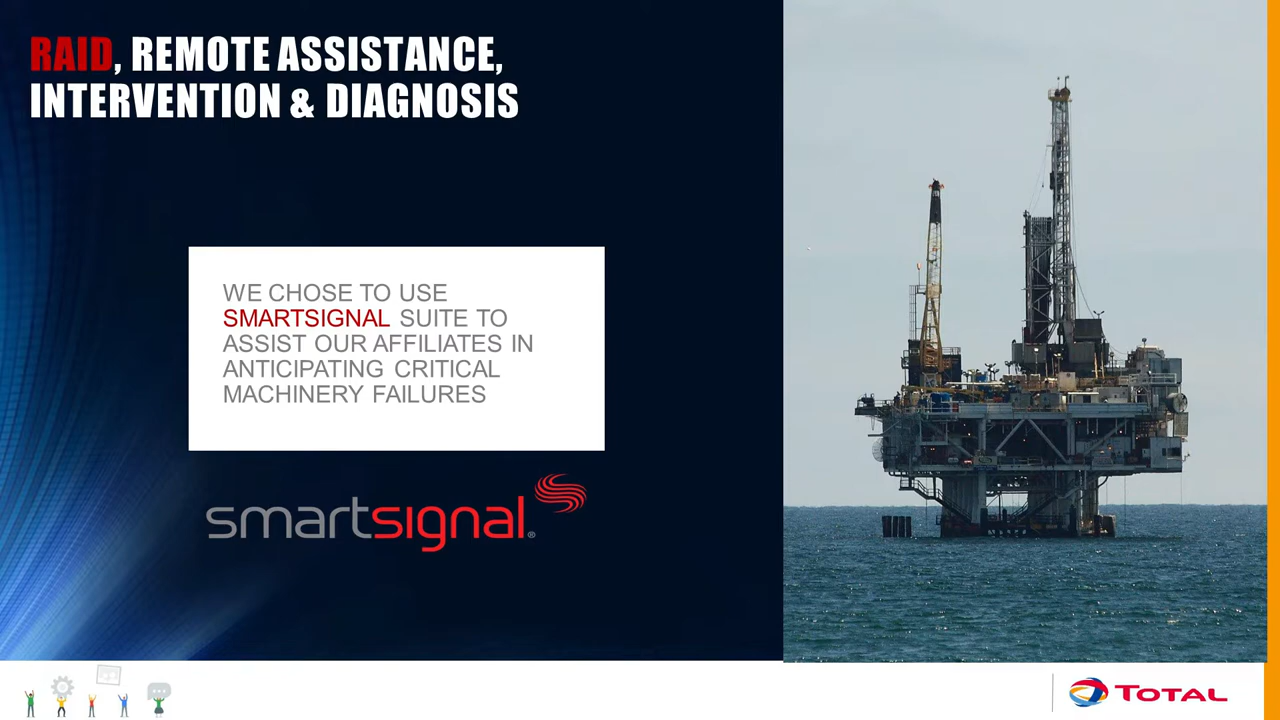 RAID, REMOTE ASSISTANCE,
INTERVENTION & DIAGNOSIS
WE CHOSE TO USE
SMARTSIGNAL SUITE TO
ASSIST OUR AFFILIATES IN
ANTICIPATING CRITICAL
MACHINERY FAILURES
smartsignal®
TOTAL